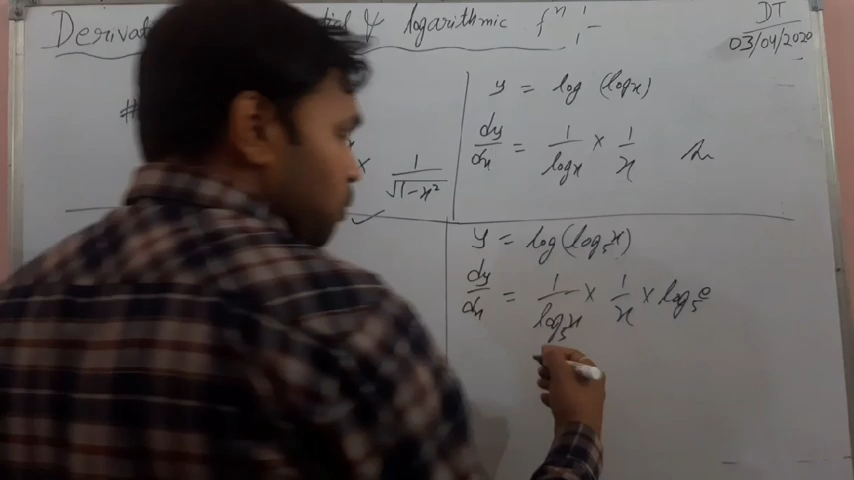 Derivat tial & logarithmic fⁿ :-
DT
03/04/2020
#
x 1/√1-x²
y = log (logx)
dy/dx = 1/logx × 1/x
y = log(log₅x)
dy/dx = 1/log₅x × 1/x × log₅e